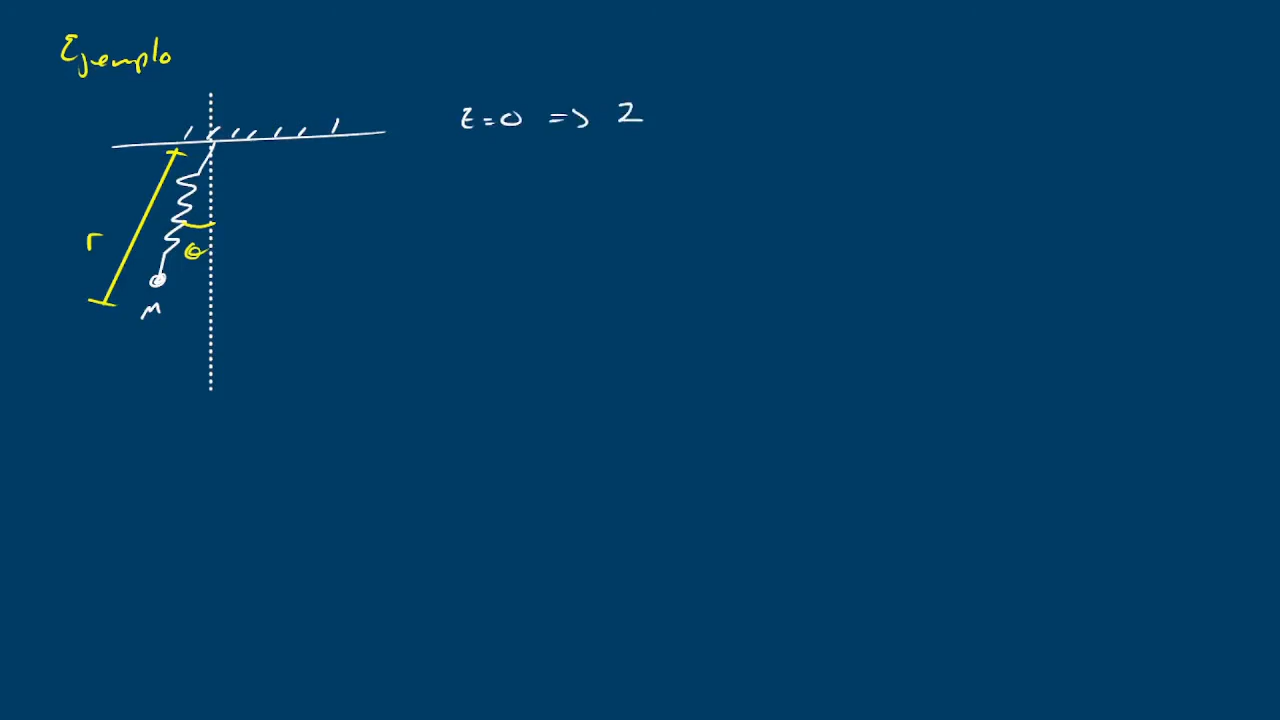 Ejemplo
z=0 => 2
r
θ
M